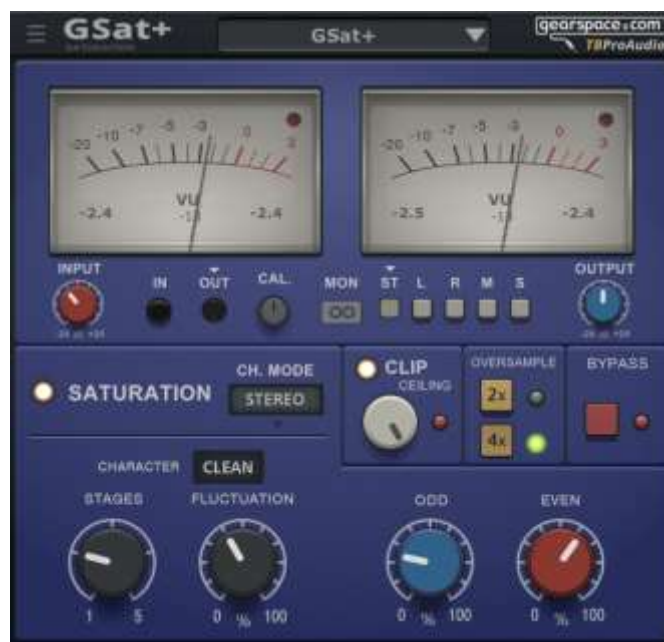 GSat+
GSat+
gearspace.com
TBProAudio
-20 -10 -7 -5 -3 0 3
VU
-2.4 -13 -2.4
-20 -10 -7 -5 -3 0 3
VU
-2.5 -13 -2.4
INPUT
IN OUT CAL. MON ST L R M S
OUTPUT
SATURATION
CH. MODE
STEREO
CLIP
CEILING
OVERSAMPLE
2x
4x
BYPASS
CHARACTER CLEAN
STAGES FLUCTUATION ODD EVEN
1 5 0 % 100 0 % 100 0 % 100